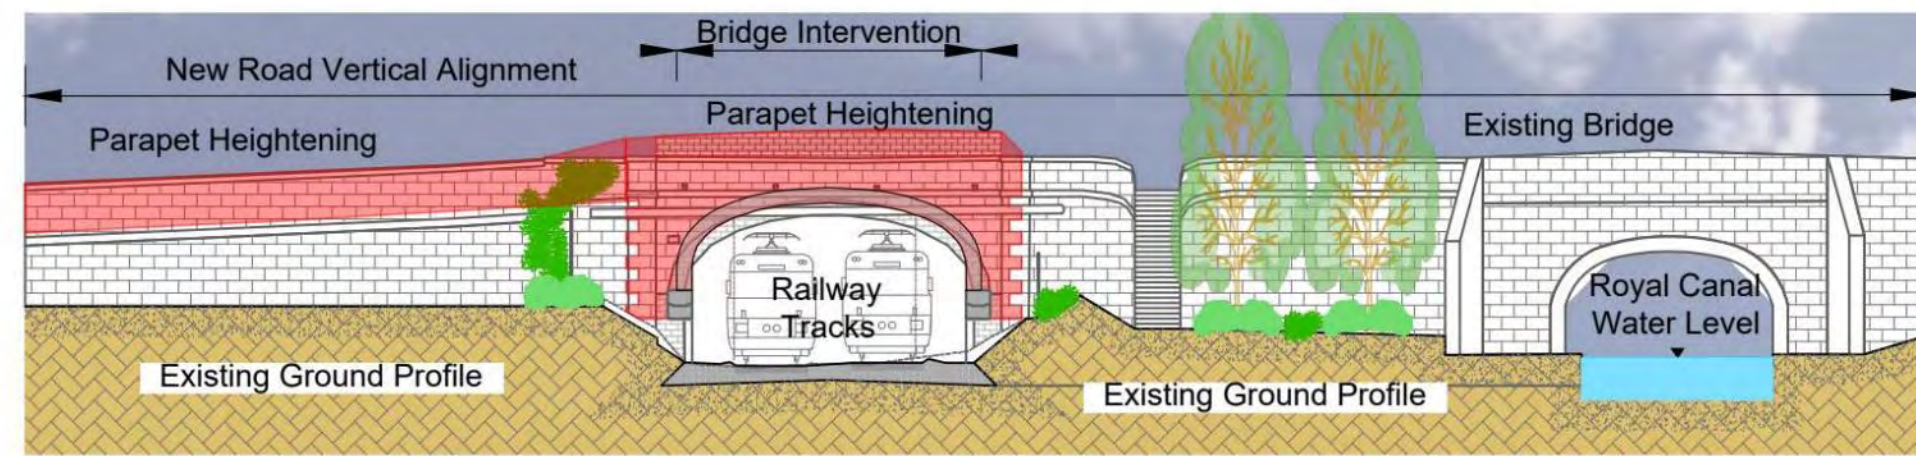 Bridge Intervention
New Road Vertical Alignment
Parapet Heightening
Parapet Heightening
Existing Bridge
Railway
Tracks
Royal Canal
Water Level
Existing Ground Profile
Existing Ground Profile